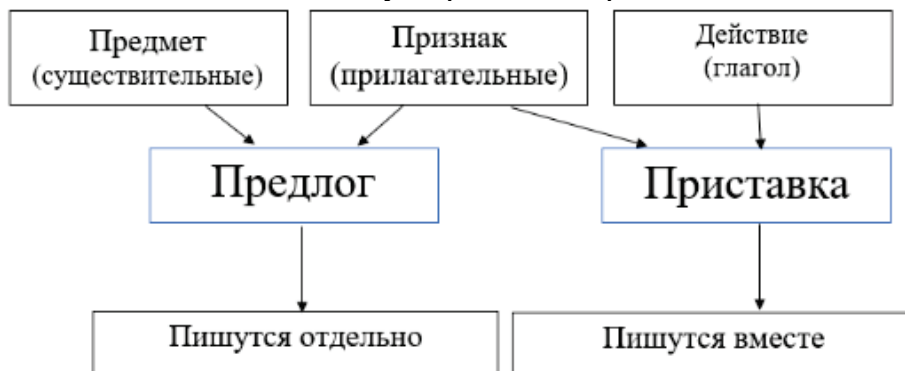 Предмет
(существительные)
Признак
(прилагательные)
Действие
(глагол)
Предлог
Приставка
Пишутся отдельно
Пишутся вместе